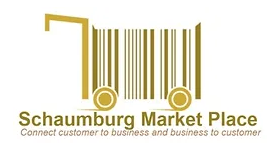 Schaumburg Market Place
Connect customer to business and business to customer